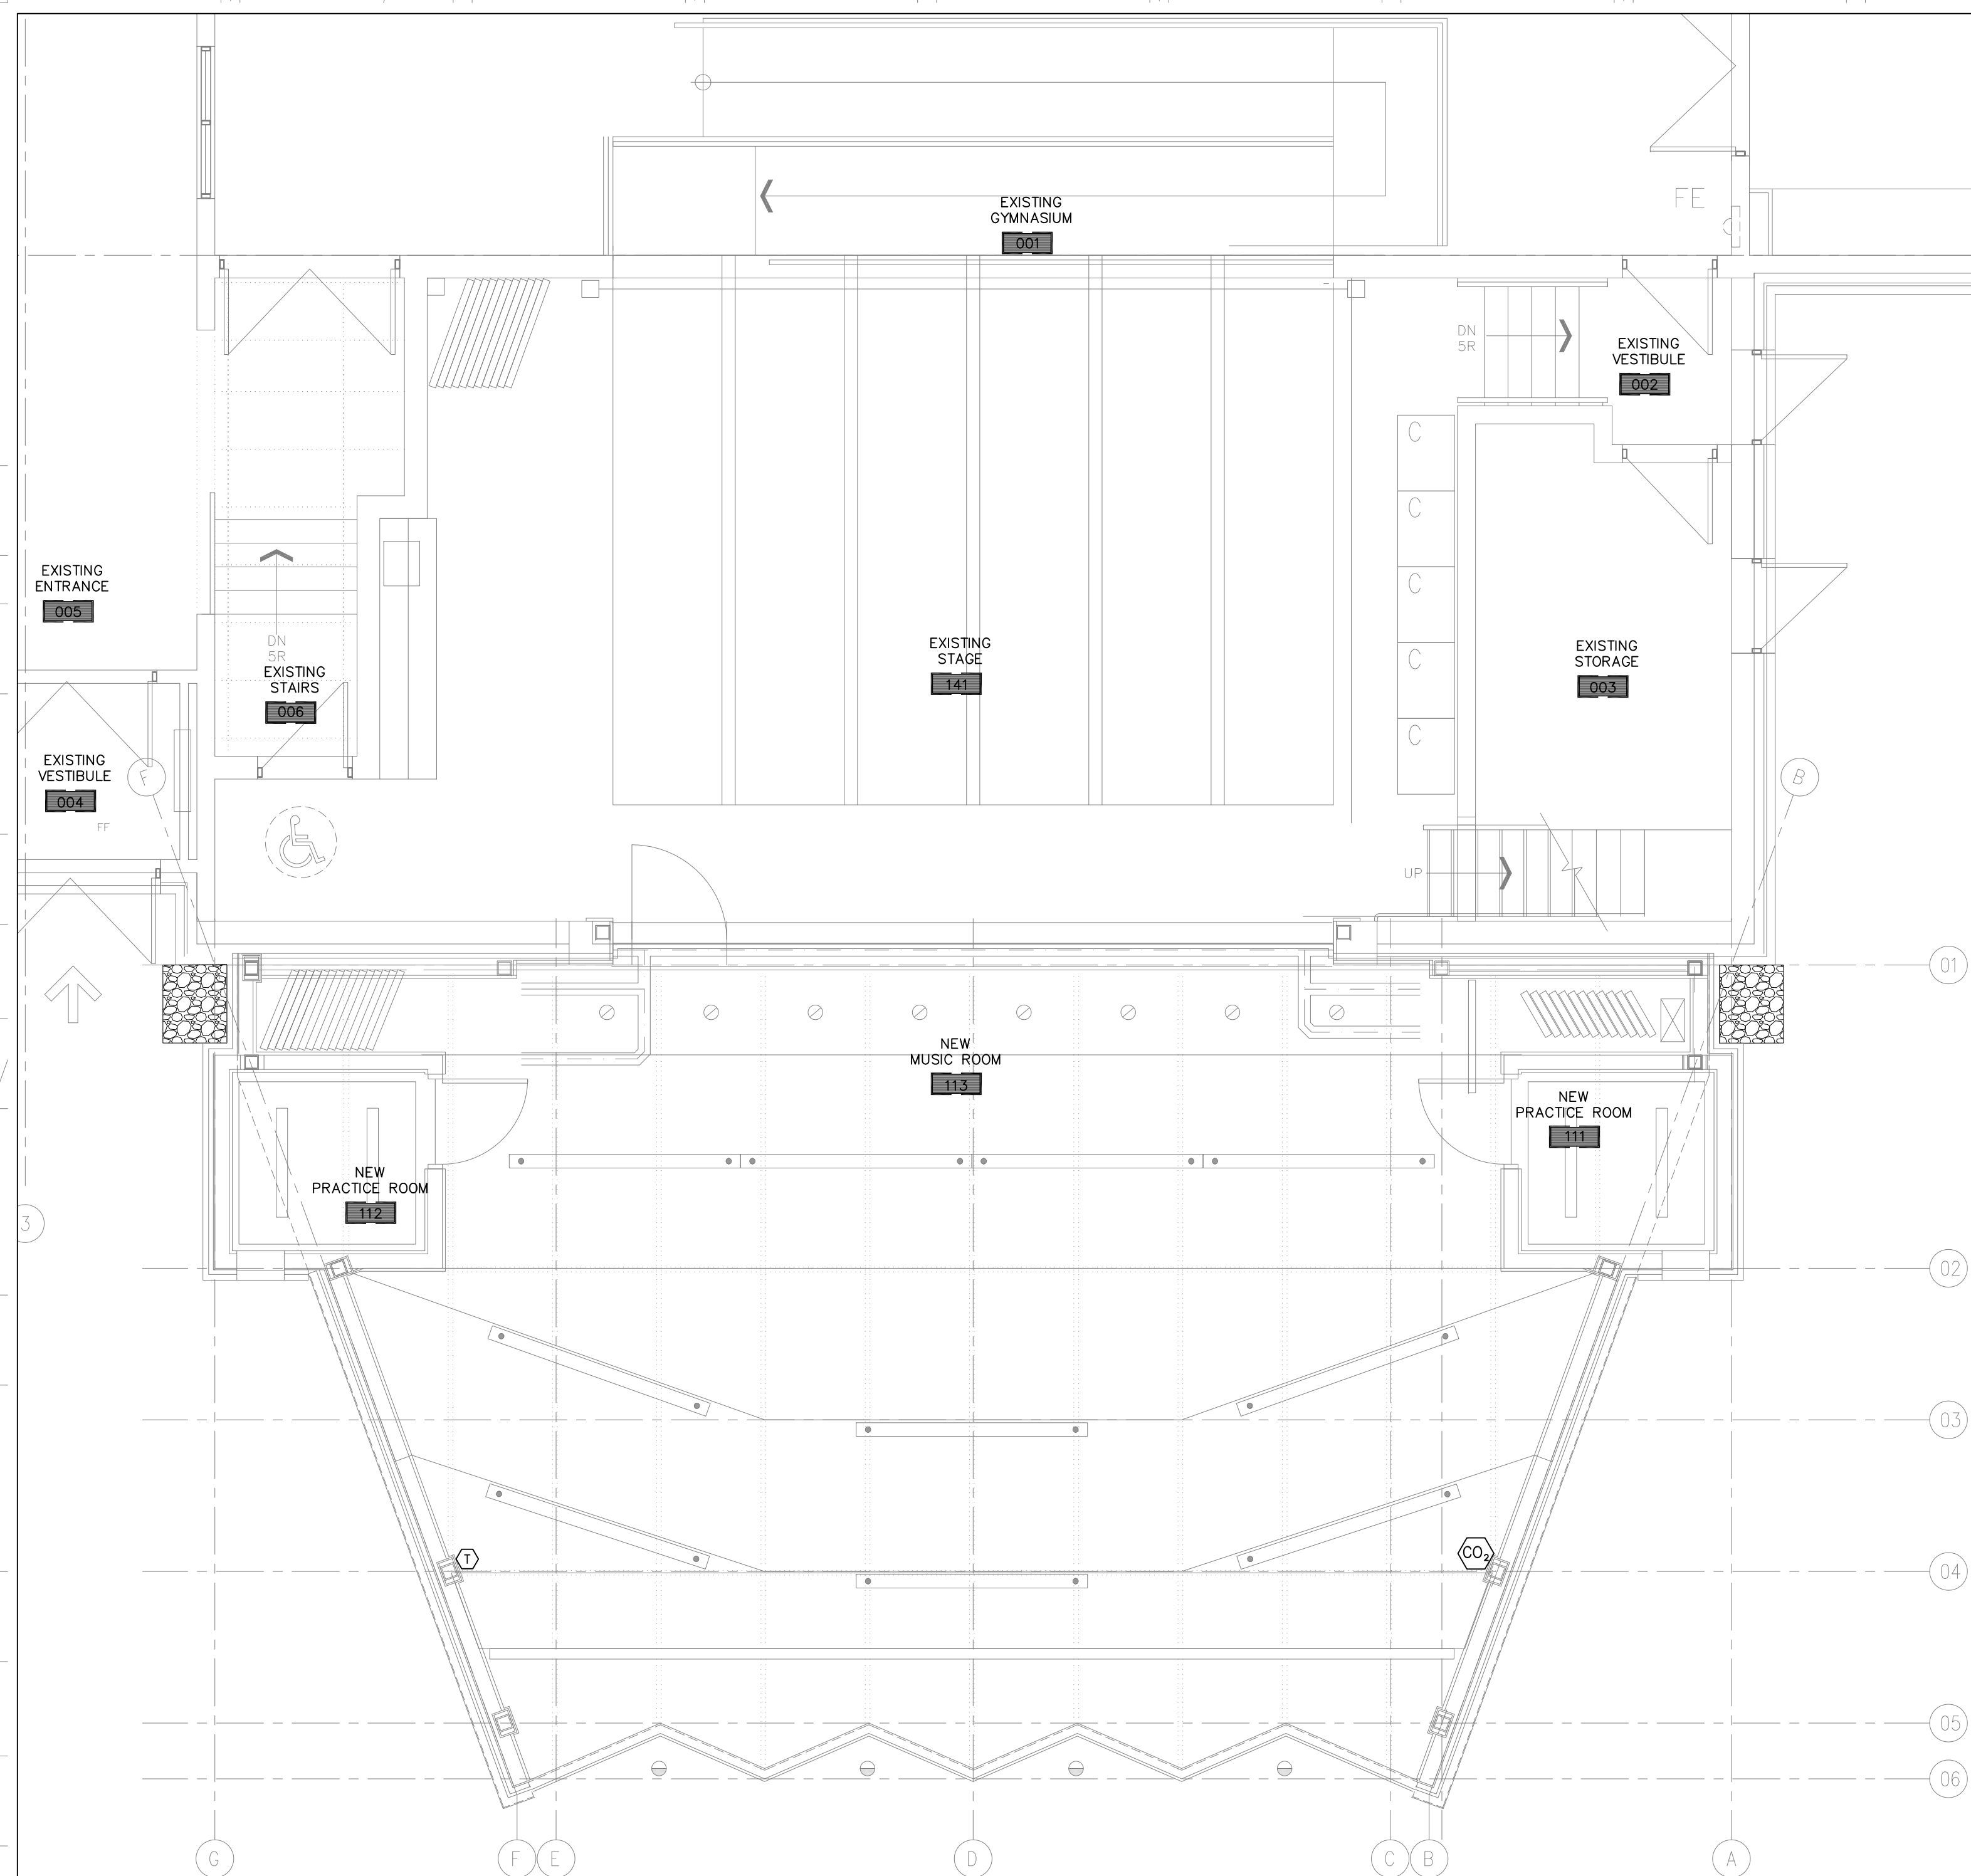 EXISTING
GYMNASIUM
001
FE
DN
5R
EXISTING
VESTIBULE
002
C
C
C
C
C
EXISTING
ENTRANCE
005
DN
5R
EXISTING
STAIRS
006
EXISTING
STAGE
141
EXISTING
STORAGE
003
EXISTING
VESTIBULE
004
FF
F
B
UP
01
NEW
MUSIC ROOM
113
NEW
PRACTICE ROOM
111
NEW
PRACTICE ROOM
112
3
02
03
T
CO₂
04
05
06
G
F
E
D
C
B
A